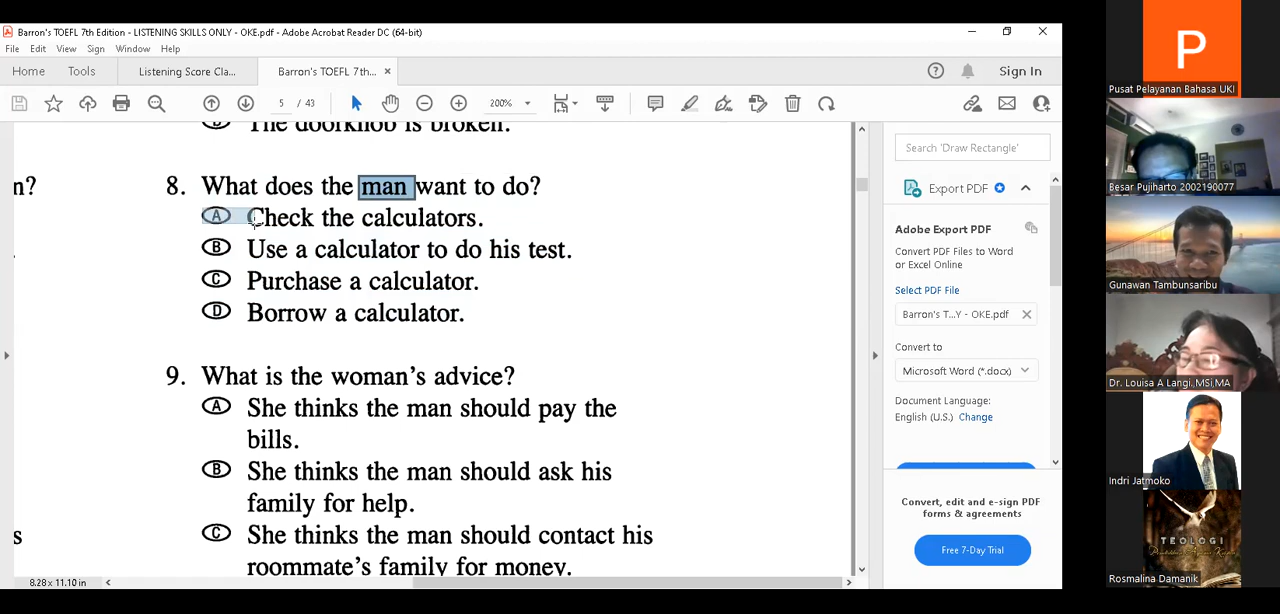 Barron's TOEFL 7th Edition - LISTENING SKILLS ONLY - OKE.pdf - Adobe Acrobat Reader DC (64-bit)
File Edit View Sign Window Help
Home Tools Listening Score Cla... Barron's TOEFL 7th... × Sign In
5 / 43 200%
The doorknob is broken.
n? 8. What does the man want to do?
A Check the calculators.
B Use a calculator to do his test.
C Purchase a calculator.
D Borrow a calculator.
9. What is the woman's advice?
A She thinks the man should pay the
bills.
B She thinks the man should ask his
family for help.
C She thinks the man should contact his
s roommate's family for money.
8.28 x 11.10 in
Search 'Draw Rectangle'
Export PDF
Adobe Export PDF
Convert PDF Files to Word
or Excel Online
Select PDF File
Barron's T...Y - OKE.pdf
Convert to
Microsoft Word (*.docx)
Document Language:
English (U.S.) Change
Convert, edit and e-sign PDF
forms & agreements
Free 7-Day Trial
P
Pusat Pelayanan Bahasa UKI
Besar Pujiharto 2002190077
Gunawan Tambunsaribu
Dr. Louisa A Langi,.MSi,MA
Indri Jatmoko
TEOLOGI
Rosmalina Damanik